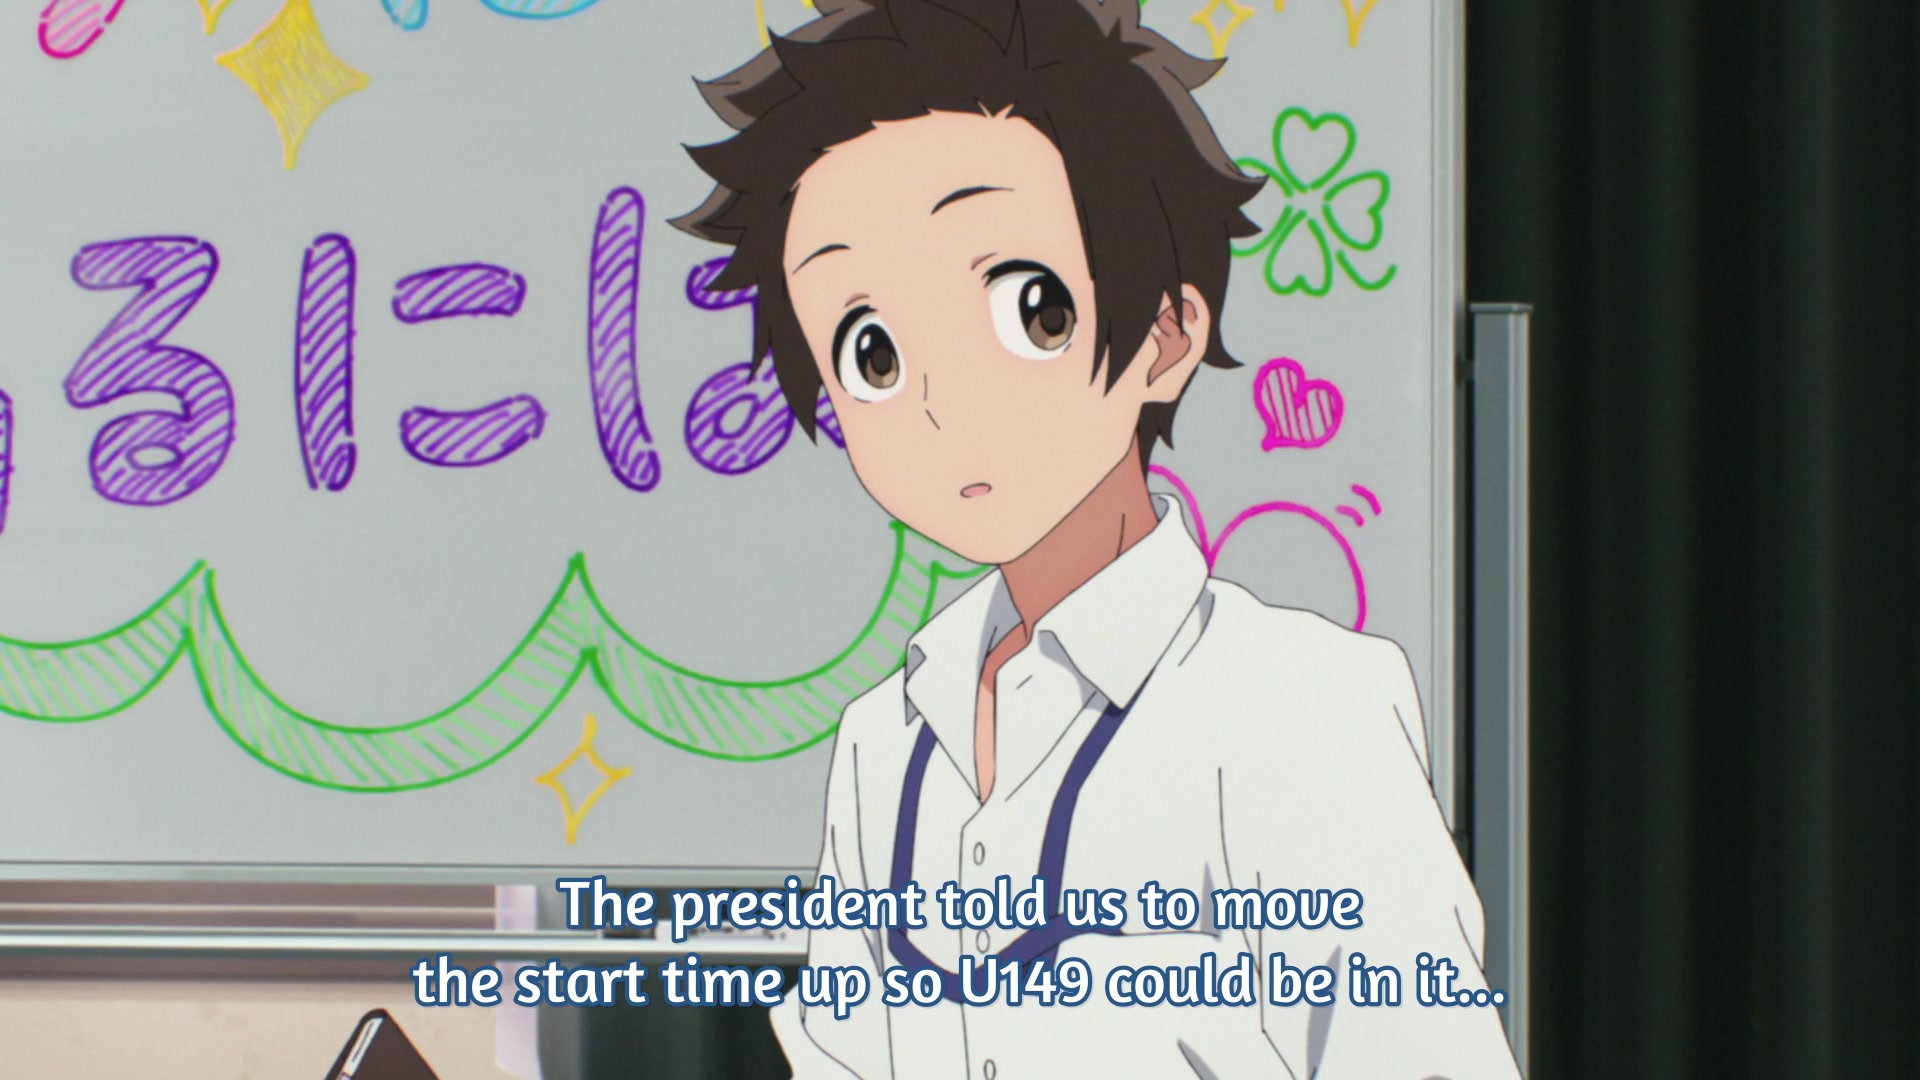 るには
The president told us to move
the start time up so U149 could be in it...